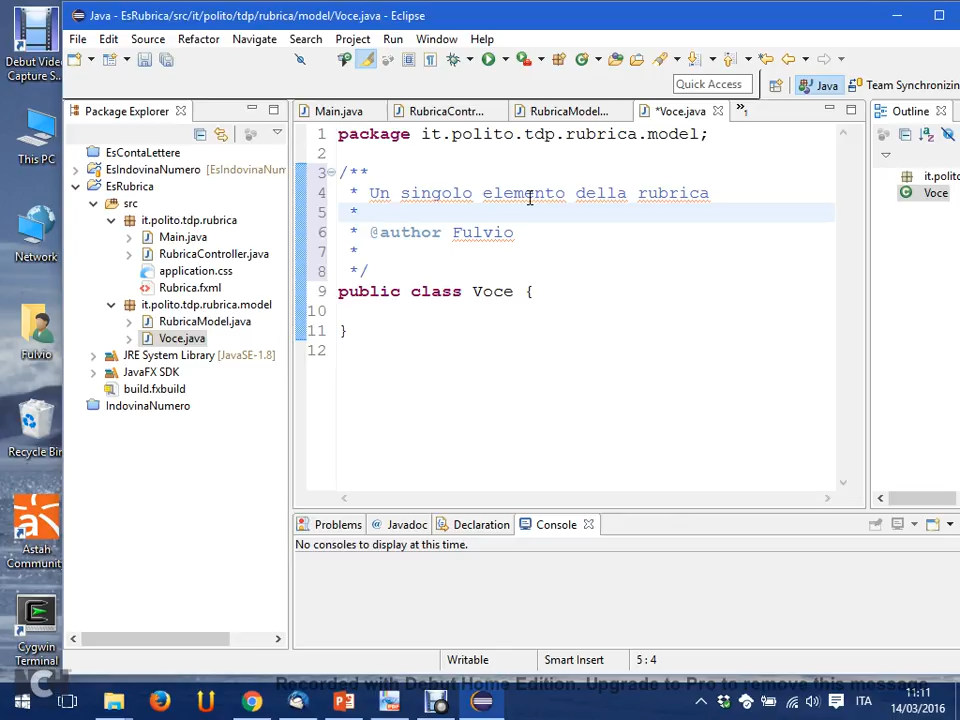 Java - EsRubrica/src/it/polito/tdp/rubrica/model/Voce.java - Eclipse
File Edit Source Refactor Navigate Search Project Run Window Help
Quick Access
Java
Team Synchronizin
Debut Vide
Capture S...
This PC
Network
Fulvio
Recycle Bin
Astah
Communit
Cygwin
Terminal
Package Explorer
EsContaLettere
EsIndovinaNumero [EsIndovinaNum
EsRubrica
src
it.polito.tdp.rubrica
Main.java
RubricaController.java
application.css
Rubrica.fxml
it.polito.tdp.rubrica.model
RubricaModel.java
Voce.java
JRE System Library [JavaSE-1.8]
JavaFX SDK
build.fxbuild
IndovinaNumero
Main.java
RubricaContr...
RubricaModel...
*Voce.java
»1
1 package it.polito.tdp.rubrica.model;
2
3 /**
4 * Un singolo elemento della rubrica
5 *
6 * @author Fulvio
7 *
8 */
9 public class Voce {
10
11 }
12
Outline
it.polito
Voce
Problems
@ Javadoc
Declaration
Console
No consoles to display at this time.
Writable
Smart Insert
5 : 4
Recorded with Debut Home Edition. Upgrade to Pro to remove this message
ITA
11:11
14/03/2016